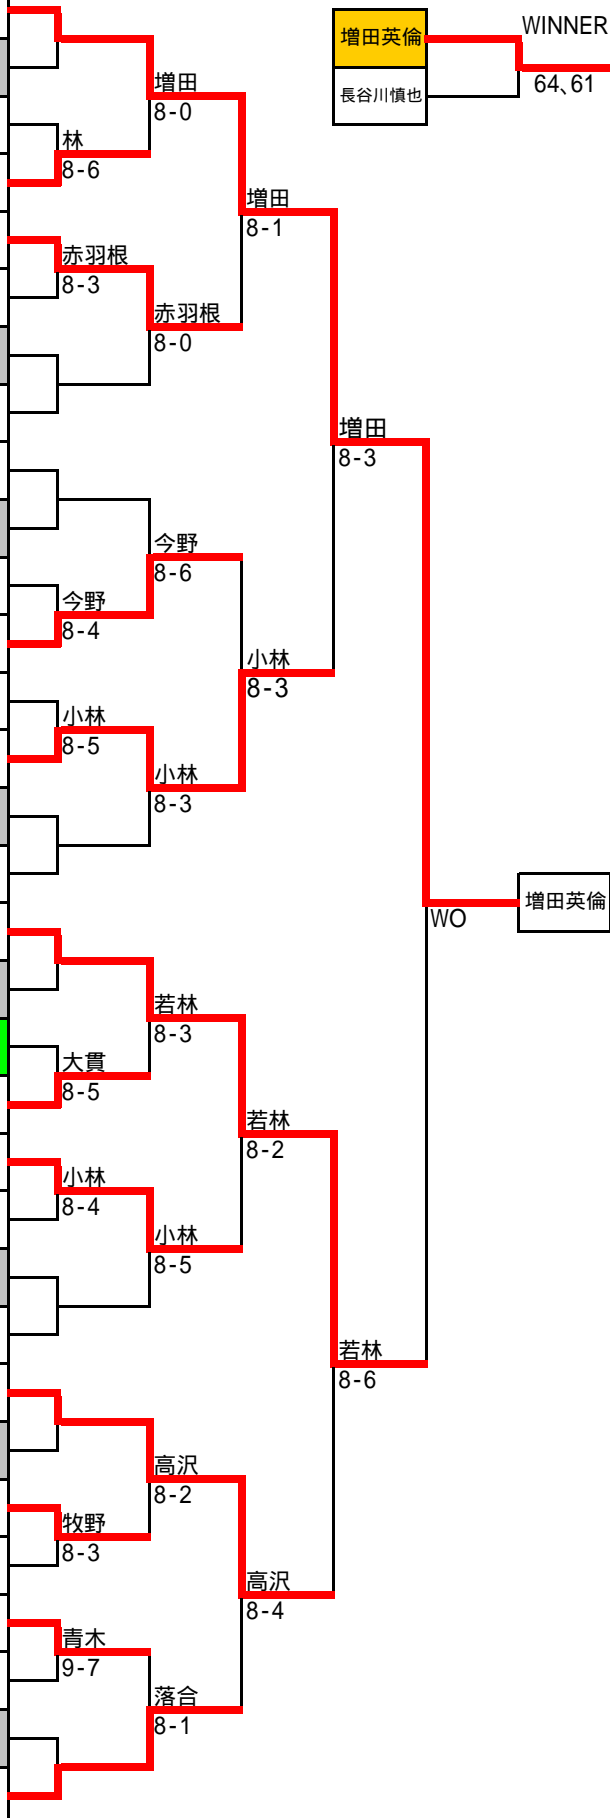 増田英倫
WINNER
長谷川慎也
64、61
増田
8-0
林
8-6
増田
8-1
赤羽根
8-3
赤羽根
8-0
増田
8-3
今野
8-6
今野
8-4
小林
8-3
小林
8-5
小林
8-3
増田英倫
WO
若林
8-3
大貫
8-5
若林
8-2
小林
8-4
小林
8-5
若林
8-6
高沢
8-2
牧野
8-3
高沢
8-4
青木
9-7
落合
8-1